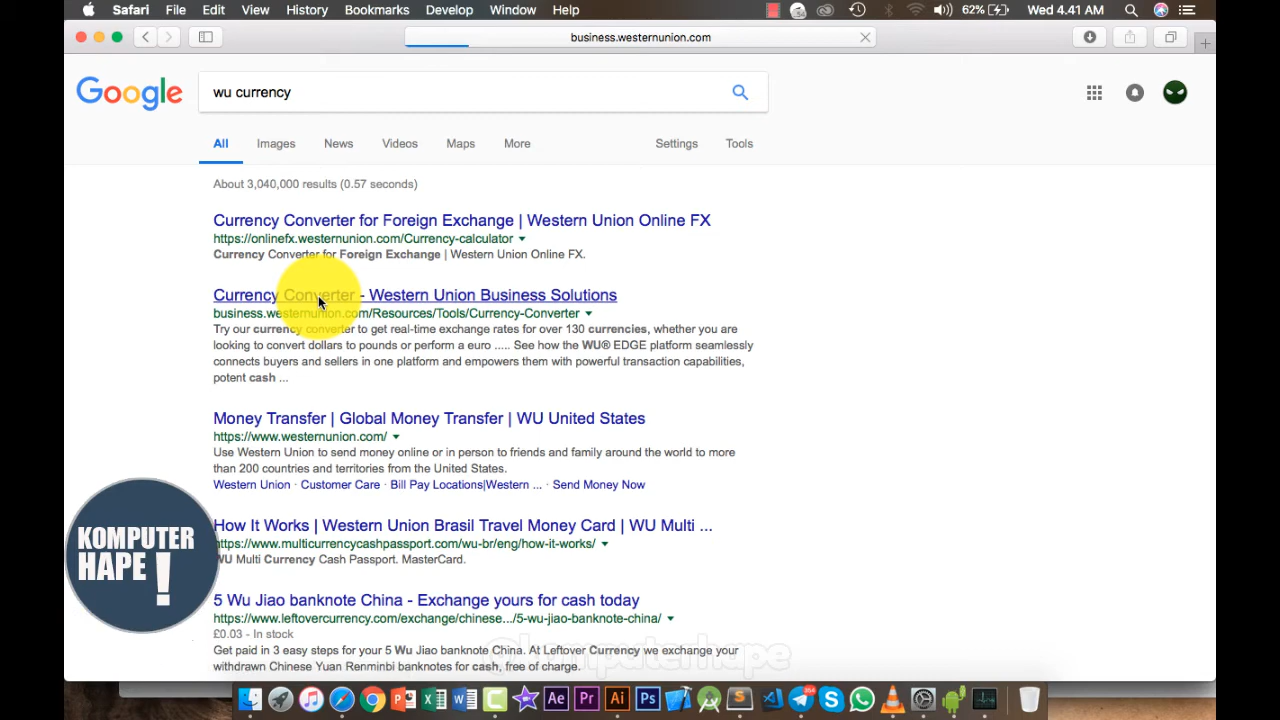 Safari File Edit View History Bookmarks Develop Window Help 62% Wed 4.41 AM
business.westernunion.com
Google wu currency
All Images News Videos Maps More Settings Tools
About 3,040,000 results (0.57 seconds)
Currency Converter for Foreign Exchange | Western Union Online FX
https://onlinefx.westernunion.com/Currency-calculator
Currency Converter for Foreign Exchange | Western Union Online FX.
Currency Converter - Western Union Business Solutions
business.westernunion.com/Resources/Tools/Currency-Converter
Try our currency converter to get real-time exchange rates for over 130 currencies, whether you are
looking to convert dollars to pounds or perform a euro ..... See how the WU® EDGE platform seamlessly
connects buyers and sellers in one platform and empowers them with powerful transaction capabilities,
potent cash ...
Money Transfer | Global Money Transfer | WU United States
https://www.westernunion.com/
Use Western Union to send money online or in person to friends and family around the world to more
than 200 countries and territories from the United States.
Western Union · Customer Care · Bill Pay Locations|Western ... · Send Money Now
How It Works | Western Union Brasil Travel Money Card | WU Multi ...
https://www.multicurrencycashpassport.com/wu-br/eng/how-it-works/
WU Multi Currency Cash Passport. MasterCard.
KOMPUTER
HAPE !
5 Wu Jiao banknote China - Exchange yours for cash today
https://www.leftovercurrency.com/exchange/chinese.../5-wu-jiao-banknote-china/
£0.03 - In stock
Get paid in 3 easy steps for your 5 Wu Jiao banknote China. At Leftover Currency we exchange your
withdrawn Chinese Yuan Renminbi banknotes for cash, free of charge.
@komputerhape
Ae Pr Ai Ps